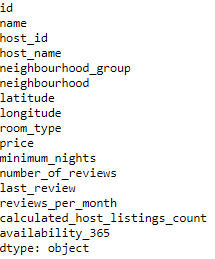 id
name
host_id
host_name
neighbourhood_group
neighbourhood
latitude
longitude
room_type
price
minimum_nights
number_of_reviews
last_review
reviews_per_month
calculated_host_listings_count
availability_365
dtype: object